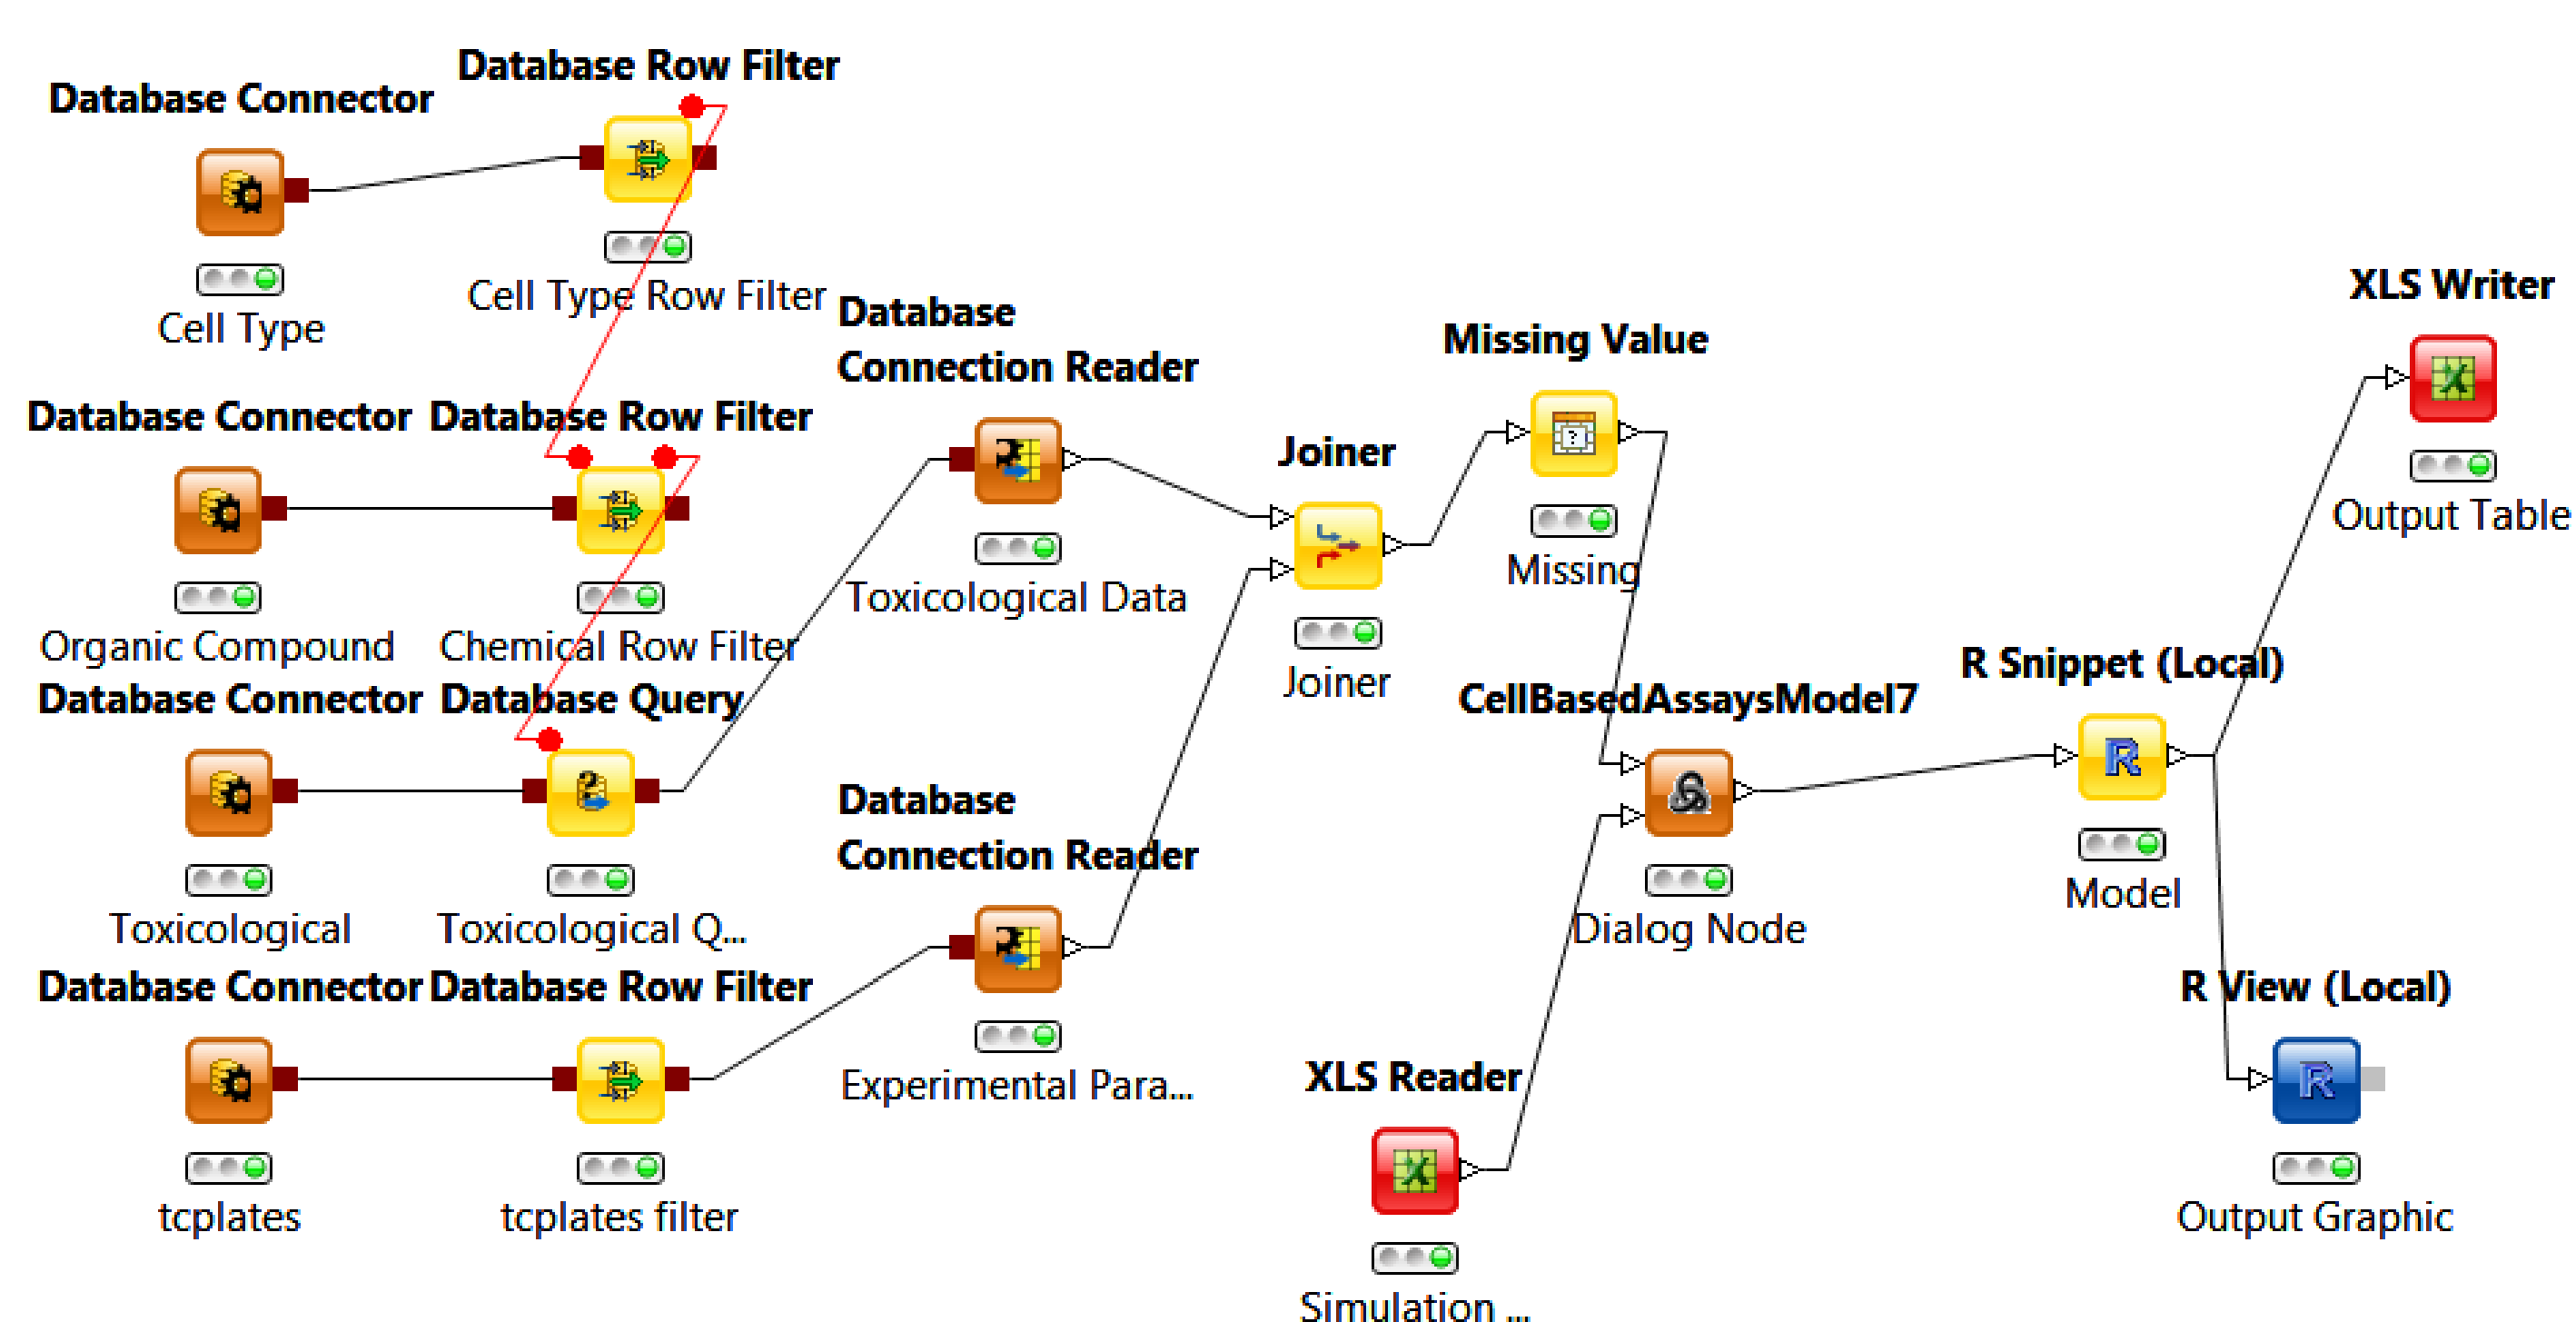 Database Connector
Cell Type
Database Row Filter
Cell Type Row Filter
Database Connector
Organic Compound
Database Row Filter
Chemical Row Filter
Database Connector
Toxicological
Database Query
Toxicological Q...
Database Connector
tcplates
Database Row Filter
tcplates filter
Database
Connection Reader
Toxicological Data
Database
Connection Reader
Experimental Para...
Joiner
Joiner
Missing Value
?
Missing
XLS Reader
X
Simulation ...
CellBasedAssaysModel7
Dialog Node
R Snippet (Local)
R
Model
XLS Writer
X
Output Table
R View (Local)
R
Output Graphic